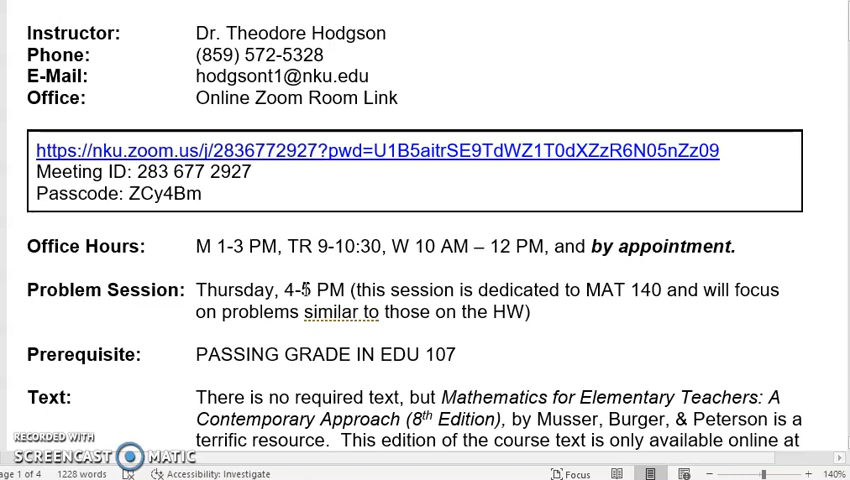 Instructor: Dr. Theodore Hodgson
Phone: (859) 572-5328
E-Mail: hodgsont1@nku.edu
Office: Online Zoom Room Link
https://nku.zoom.us/j/2836772927?pwd=U1B5aitrSE9TdWZ1T0dXZzR6N05nZz09
Meeting ID: 283 677 2927
Passcode: ZCy4Bm
Office Hours: M 1-3 PM, TR 9-10:30, W 10 AM – 12 PM, and by appointment.
Problem Session: Thursday, 4-5 PM (this session is dedicated to MAT 140 and will focus
on problems similar to those on the HW)
Prerequisite: PASSING GRADE IN EDU 107
Text: There is no required text, but Mathematics for Elementary Teachers: A
Contemporary Approach (8th Edition), by Musser, Burger, & Peterson is a
terrific resource. This edition of the course text is only available online at
RECORDED WITH
SCREENCAST MATIC
age 1 of 4 1228 words Accessibility: Investigate Focus 140%